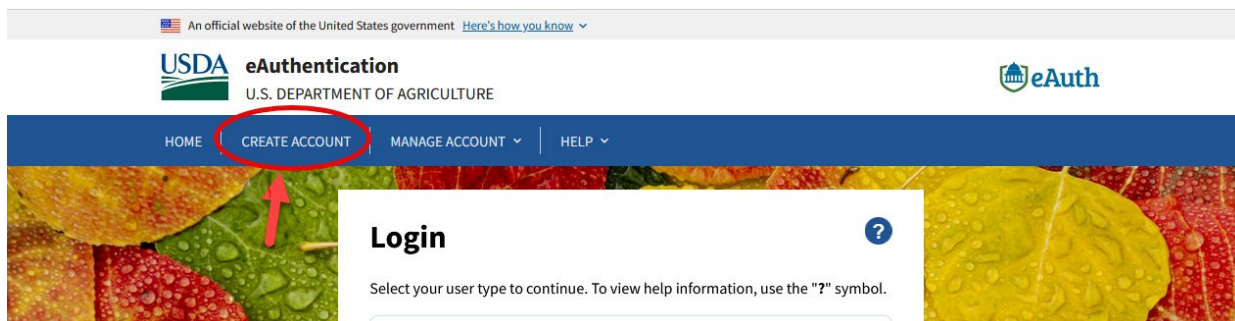 An official website of the United States government Here's how you know
USDA eAuthentication
U.S. DEPARTMENT OF AGRICULTURE
eAuth
HOME CREATE ACCOUNT MANAGE ACCOUNT HELP
Login
?
Select your user type to continue. To view help information, use the "?" symbol.